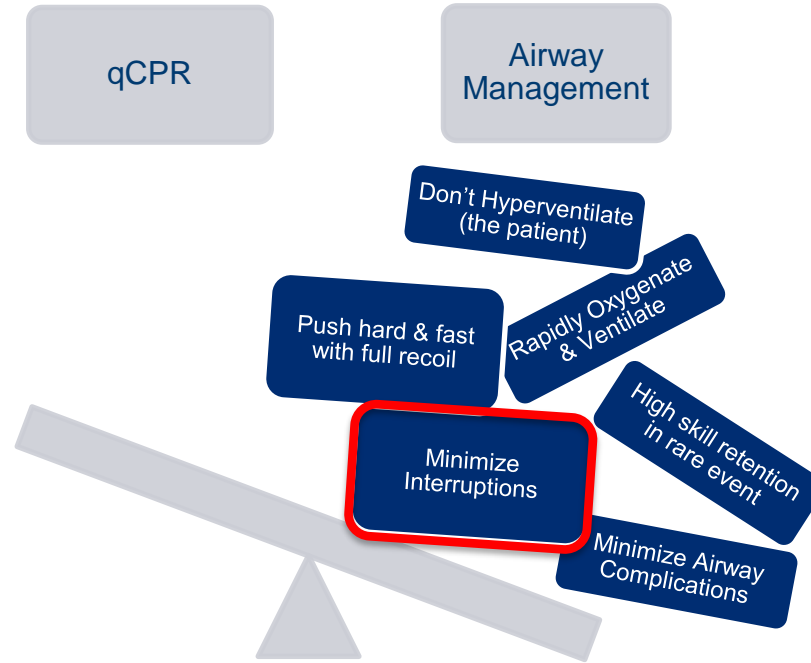 qCPR
Airway
Management
Don’t Hyperventilate
(the patient)
Rapidly Oxygenate
& Ventilate
Push hard & fast
with full recoil
High skill retention
in rare event
Minimize
Interruptions
Minimize Airway
Complications